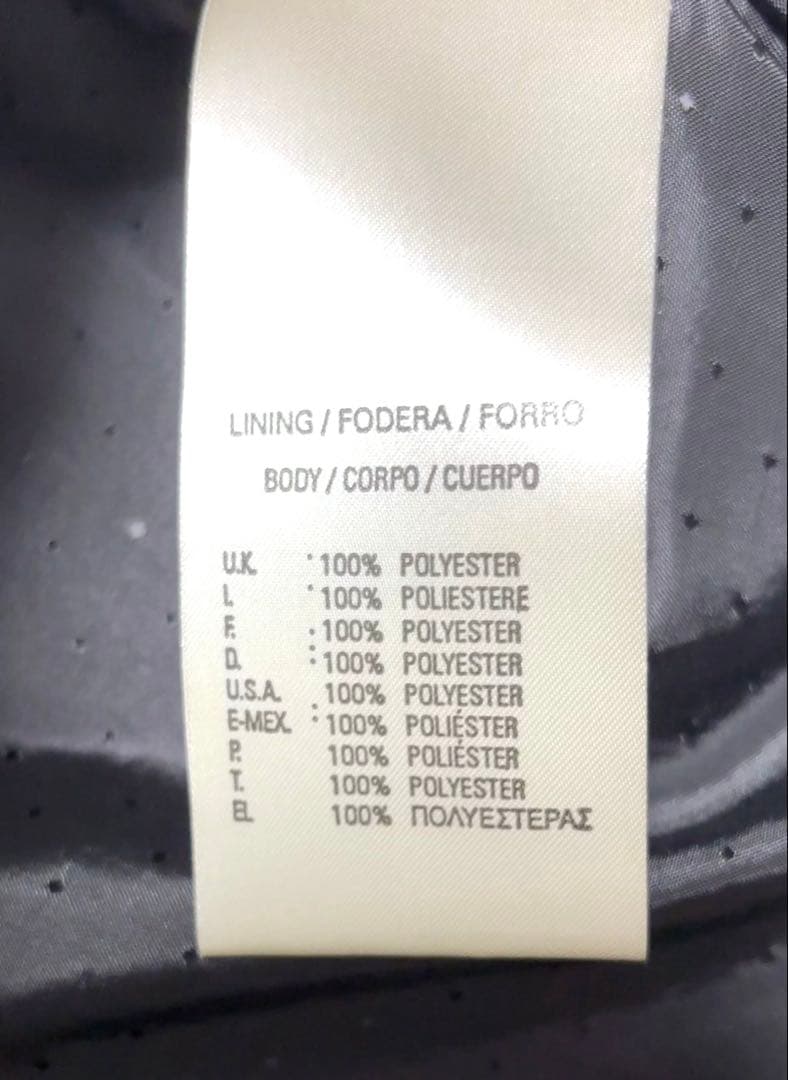 LINING / FODERA / FORRO
BODY / CORPO / CUERPO
U.K. : 100% POLYESTER
I. : 100% POLIESTERE
F. : 100% POLYESTER
D. : 100% POLYESTER
U.S.A. : 100% POLYESTER
E-MEX. : 100% POLIÉSTER
P. 100% POLIÉSTER
T. 100% POLYESTER
EL 100% ΠΟΛΥΕΣΤΕΡΑΣ